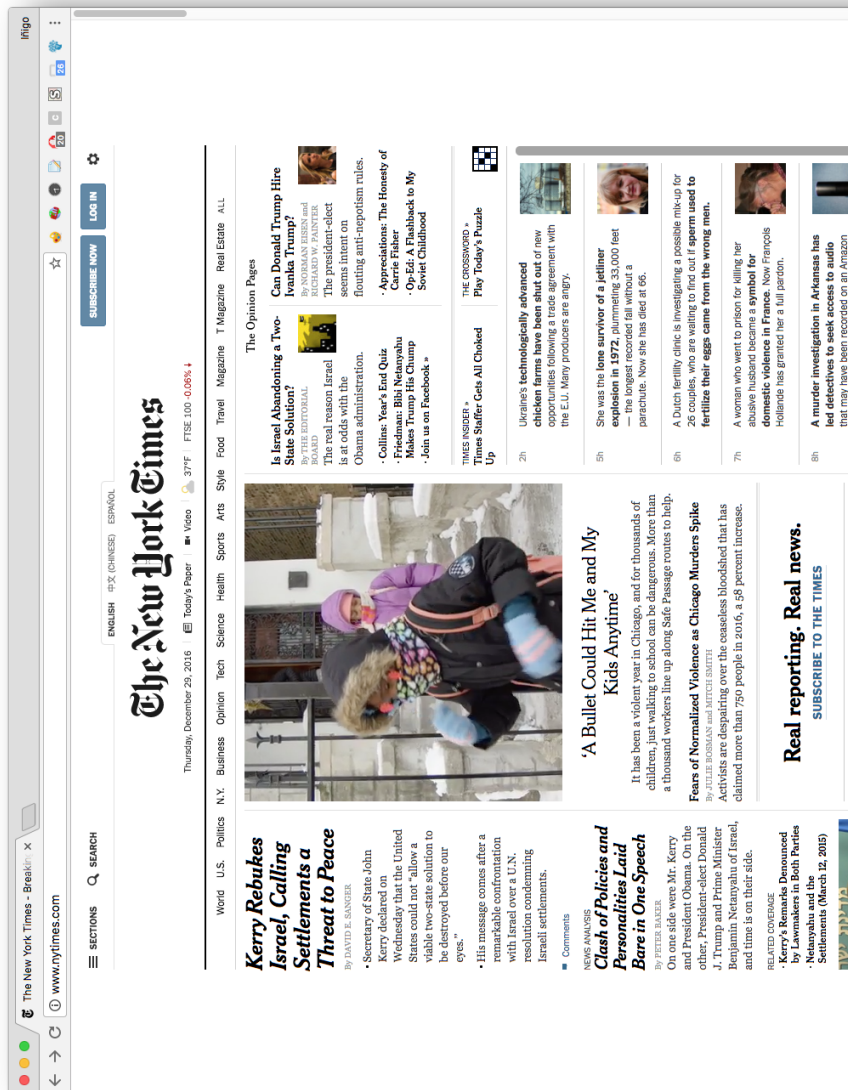 The New York Times - Breakin
Iñigo
www.nytimes.com
20
26
SECTIONS
SEARCH
SUBSCRIBE NOW
LOG IN
ENGLISH 中文 (CHINESE) ESPAÑOL
The New York Times
Thursday, December 29, 2016
Today's Paper
Video
37°F
FTSE 100 -0.06%↓
World U.S. Politics N.Y. Business Opinion Tech Science Health Sports Arts Style Food Travel Magazine T Magazine Real Estate ALL
Kerry Rebukes
Israel, Calling
Settlements a
Threat to Peace
By DAVID E. SANGER
• Secretary of State John
Kerry declared on
Wednesday that the United
States could not “allow a
viable two-state solution to
be destroyed before our
eyes.”
• His message comes after a
remarkable confrontation
with Israel over a U.N.
resolution condemning
Israeli settlements.
Comments
NEWS ANALYSIS
Clash of Policies and
Personalities Laid
Bare in One Speech
By PETER BAKER
On one side were Mr. Kerry
and President Obama. On the
other, President-elect Donald
J. Trump and Prime Minister
Benjamin Netanyahu of Israel,
and time is on their side.
RELATED COVERAGE
• Kerry's Remarks Denounced
by Lawmakers in Both Parties
• Netanyahu and the
Settlements (March 12, 2015)
‘A Bullet Could Hit Me and My
Kids Anytime’
It has been a violent year in Chicago, and for thousands of
children, just walking to school can be dangerous. More than
a thousand workers line up along Safe Passage routes to help.
Fears of Normalized Violence as Chicago Murders Spike
By JULIE BOSMAN and MITCH SMITH
Activists are despairing over the ceaseless bloodshed that has
claimed more than 750 people in 2016, a 58 percent increase.
Real reporting. Real news.
SUBSCRIBE TO THE TIMES
The Opinion Pages
Is Israel Abandoning a Two-
State Solution?
By THE EDITORIAL
BOARD
The real reason Israel
is at odds with the
Obama administration.
• Collins: Year's End Quiz
• Friedman: Bibi Netanyahu
Makes Trump His Chump
• Join us on Facebook »
Can Donald Trump Hire
Ivanka Trump?
By NORMAN EISEN and
RICHARD W. PAINTER
The president-elect
seems intent on
flouting anti-nepotism rules.
• Appreciations: The Honesty of
Carrie Fisher
• Op-Ed: A Flashback to My
Soviet Childhood
TIMES INSIDER »
Times Staffer Gets All Choked
Up
THE CROSSWORD »
Play Today's Puzzle
2h
Ukraine's technologically advanced
chicken farms have been shut out of new
opportunities following a trade agreement with
the E.U. Many producers are angry.
5h
She was the lone survivor of a jetliner
explosion in 1972, plummeting 33,000 feet
— the longest recorded fall without a
parachute. Now she has died at 66.
6h
A Dutch fertility clinic is investigating a possible mix-up for
26 couples, who are waiting to find out if sperm used to
fertilize their eggs came from the wrong men.
7h
A woman who went to prison for killing her
abusive husband became a symbol for
domestic violence in France. Now François
Hollande has granted her a full pardon.
8h
A murder investigation in Arkansas has
led detectives to seek access to audio
that may have been recorded on an Amazon